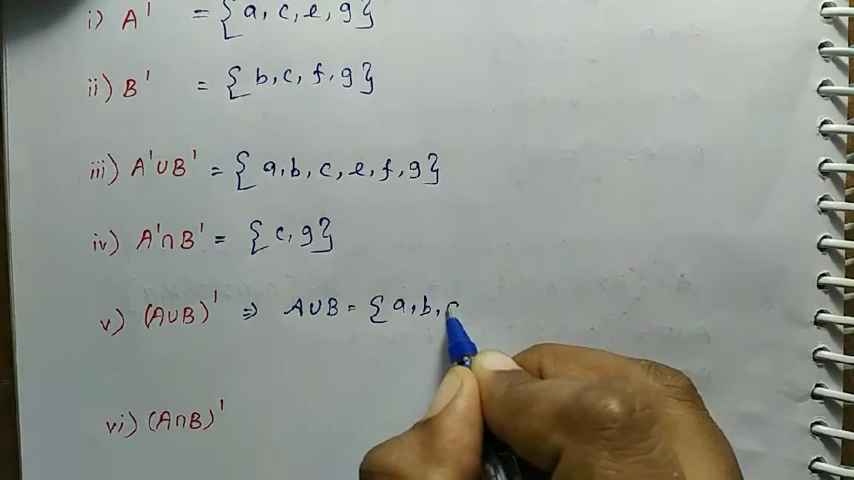 i) A' = {a, c, e, g}
ii) B' = {b, c, f, g}
iii) A'∪B' = {a, b, c, e, f, g}
iv) A'∩B' = {c, g}
v) (A∪B)' ⇒ A∪B = {a, b,
vi) (A∩B)'